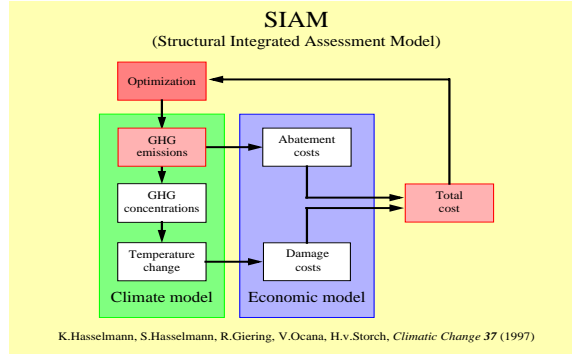 SIAM
(Structural Integrated Assessment Model)
Optimization
GHG
emissions
Abatement
costs
GHG
concentrations
Total
cost
Temperature
change
Damage
costs
Climate model
Economic model
K.Hasselmann, S.Hasselmann, R.Giering, V.Ocana, H.v.Storch, Climatic Change 37 (1997)